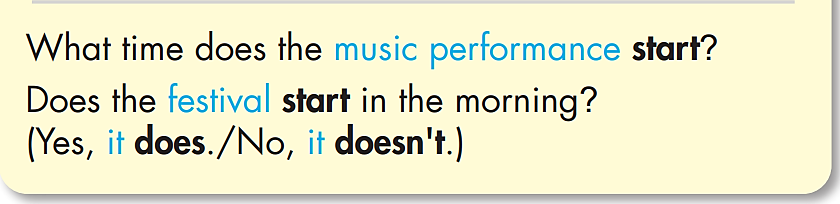 What time does the music performance start?
Does the festival start in the morning?
(Yes, it does./No, it doesn't.)